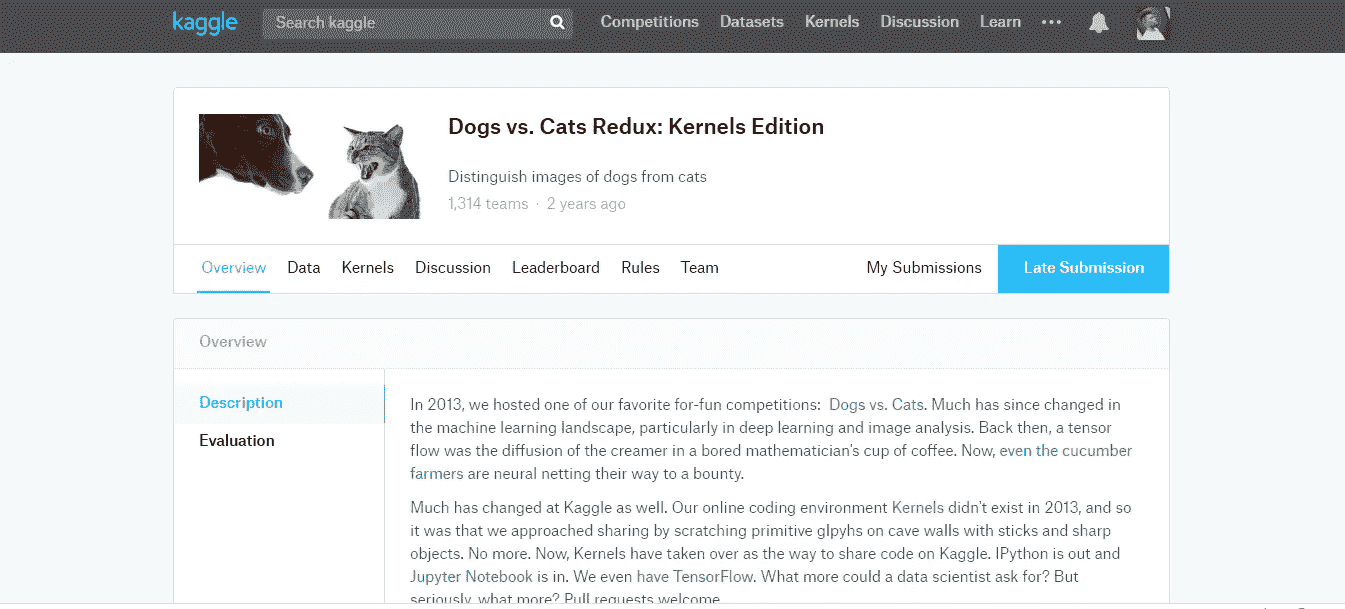 kaggle Search kaggle Competitions Datasets Kernels Discussion Learn
Dogs vs. Cats Redux: Kernels Edition
Distinguish images of dogs from cats
1,314 teams · 2 years ago
Overview Data Kernels Discussion Leaderboard Rules Team My Submissions Late Submission
Overview
Description
Evaluation
In 2013, we hosted one of our favorite for-fun competitions: Dogs vs. Cats. Much has since changed in
the machine learning landscape, particularly in deep learning and image analysis. Back then, a tensor
flow was the diffusion of the creamer in a bored mathematician's cup of coffee. Now, even the cucumber
farmers are neural netting their way to a bounty.
Much has changed at Kaggle as well. Our online coding environment Kernels didn't exist in 2013, and so
it was that we approached sharing by scratching primitive glpyhs on cave walls with sticks and sharp
objects. No more. Now, Kernels have taken over as the way to share code on Kaggle. IPython is out and
Jupyter Notebook is in. We even have TensorFlow. What more could a data scientist ask for? But
seriously, what more? Pull requests welcome.